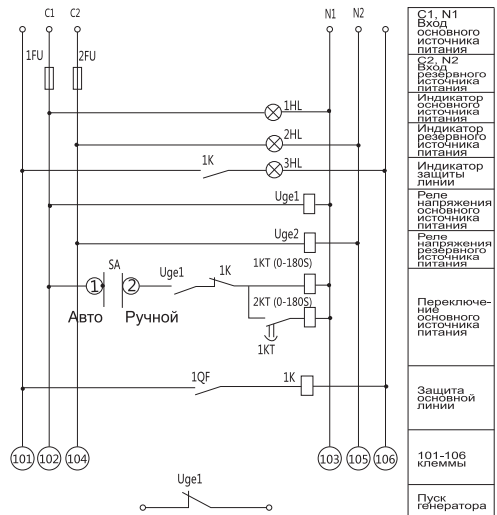 C1
C2
N1
N2
1FU
2FU
1HL
2HL
1K
3HL
Uge1
Uge2
SA
1
2
Авто
Ручной
Uge1
1K
1KT (0-180S)
2KT (0-180S)
1KT
1QF
1K
101
102
104
103
105
106
Uge1
C1, N1
Вход
основного
источника
питания
C2, N2
Вход
резервного
источника
питания
Индикатор
основного
источника
питания
Индикатор
резервного
источника
питания
Индикатор
защиты
линии
Реле
напряжения
основного
источника
питания
Реле
напряжения
резервного
источника
питания
Переключе-
ние
основного
источника
питания
Защита
основной
линии
101-106
клеммы
Пуск
генератора